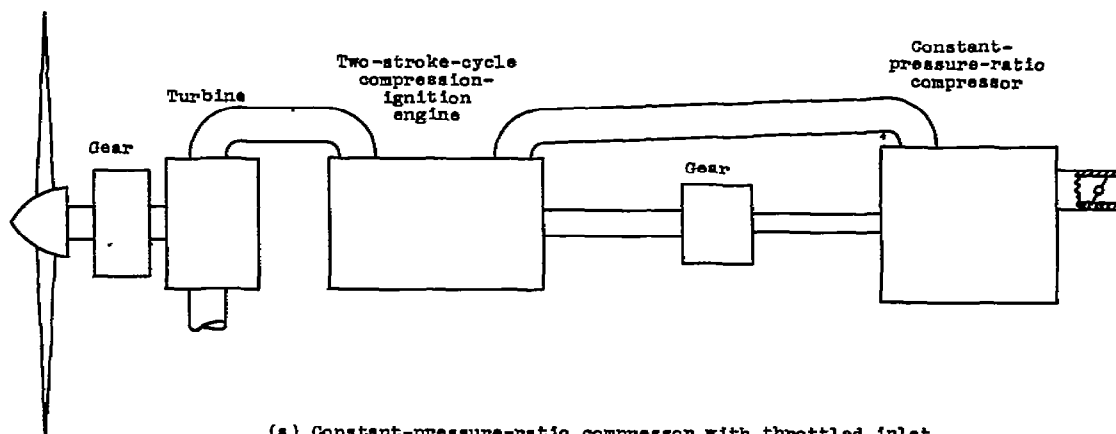 Two-stroke-cycle
compression-
ignition
engine
Constant-
pressure-ratio
compressor
Turbine
Gear
Gear
(a) Constant-pressure-ratio compressor with throttled inlet